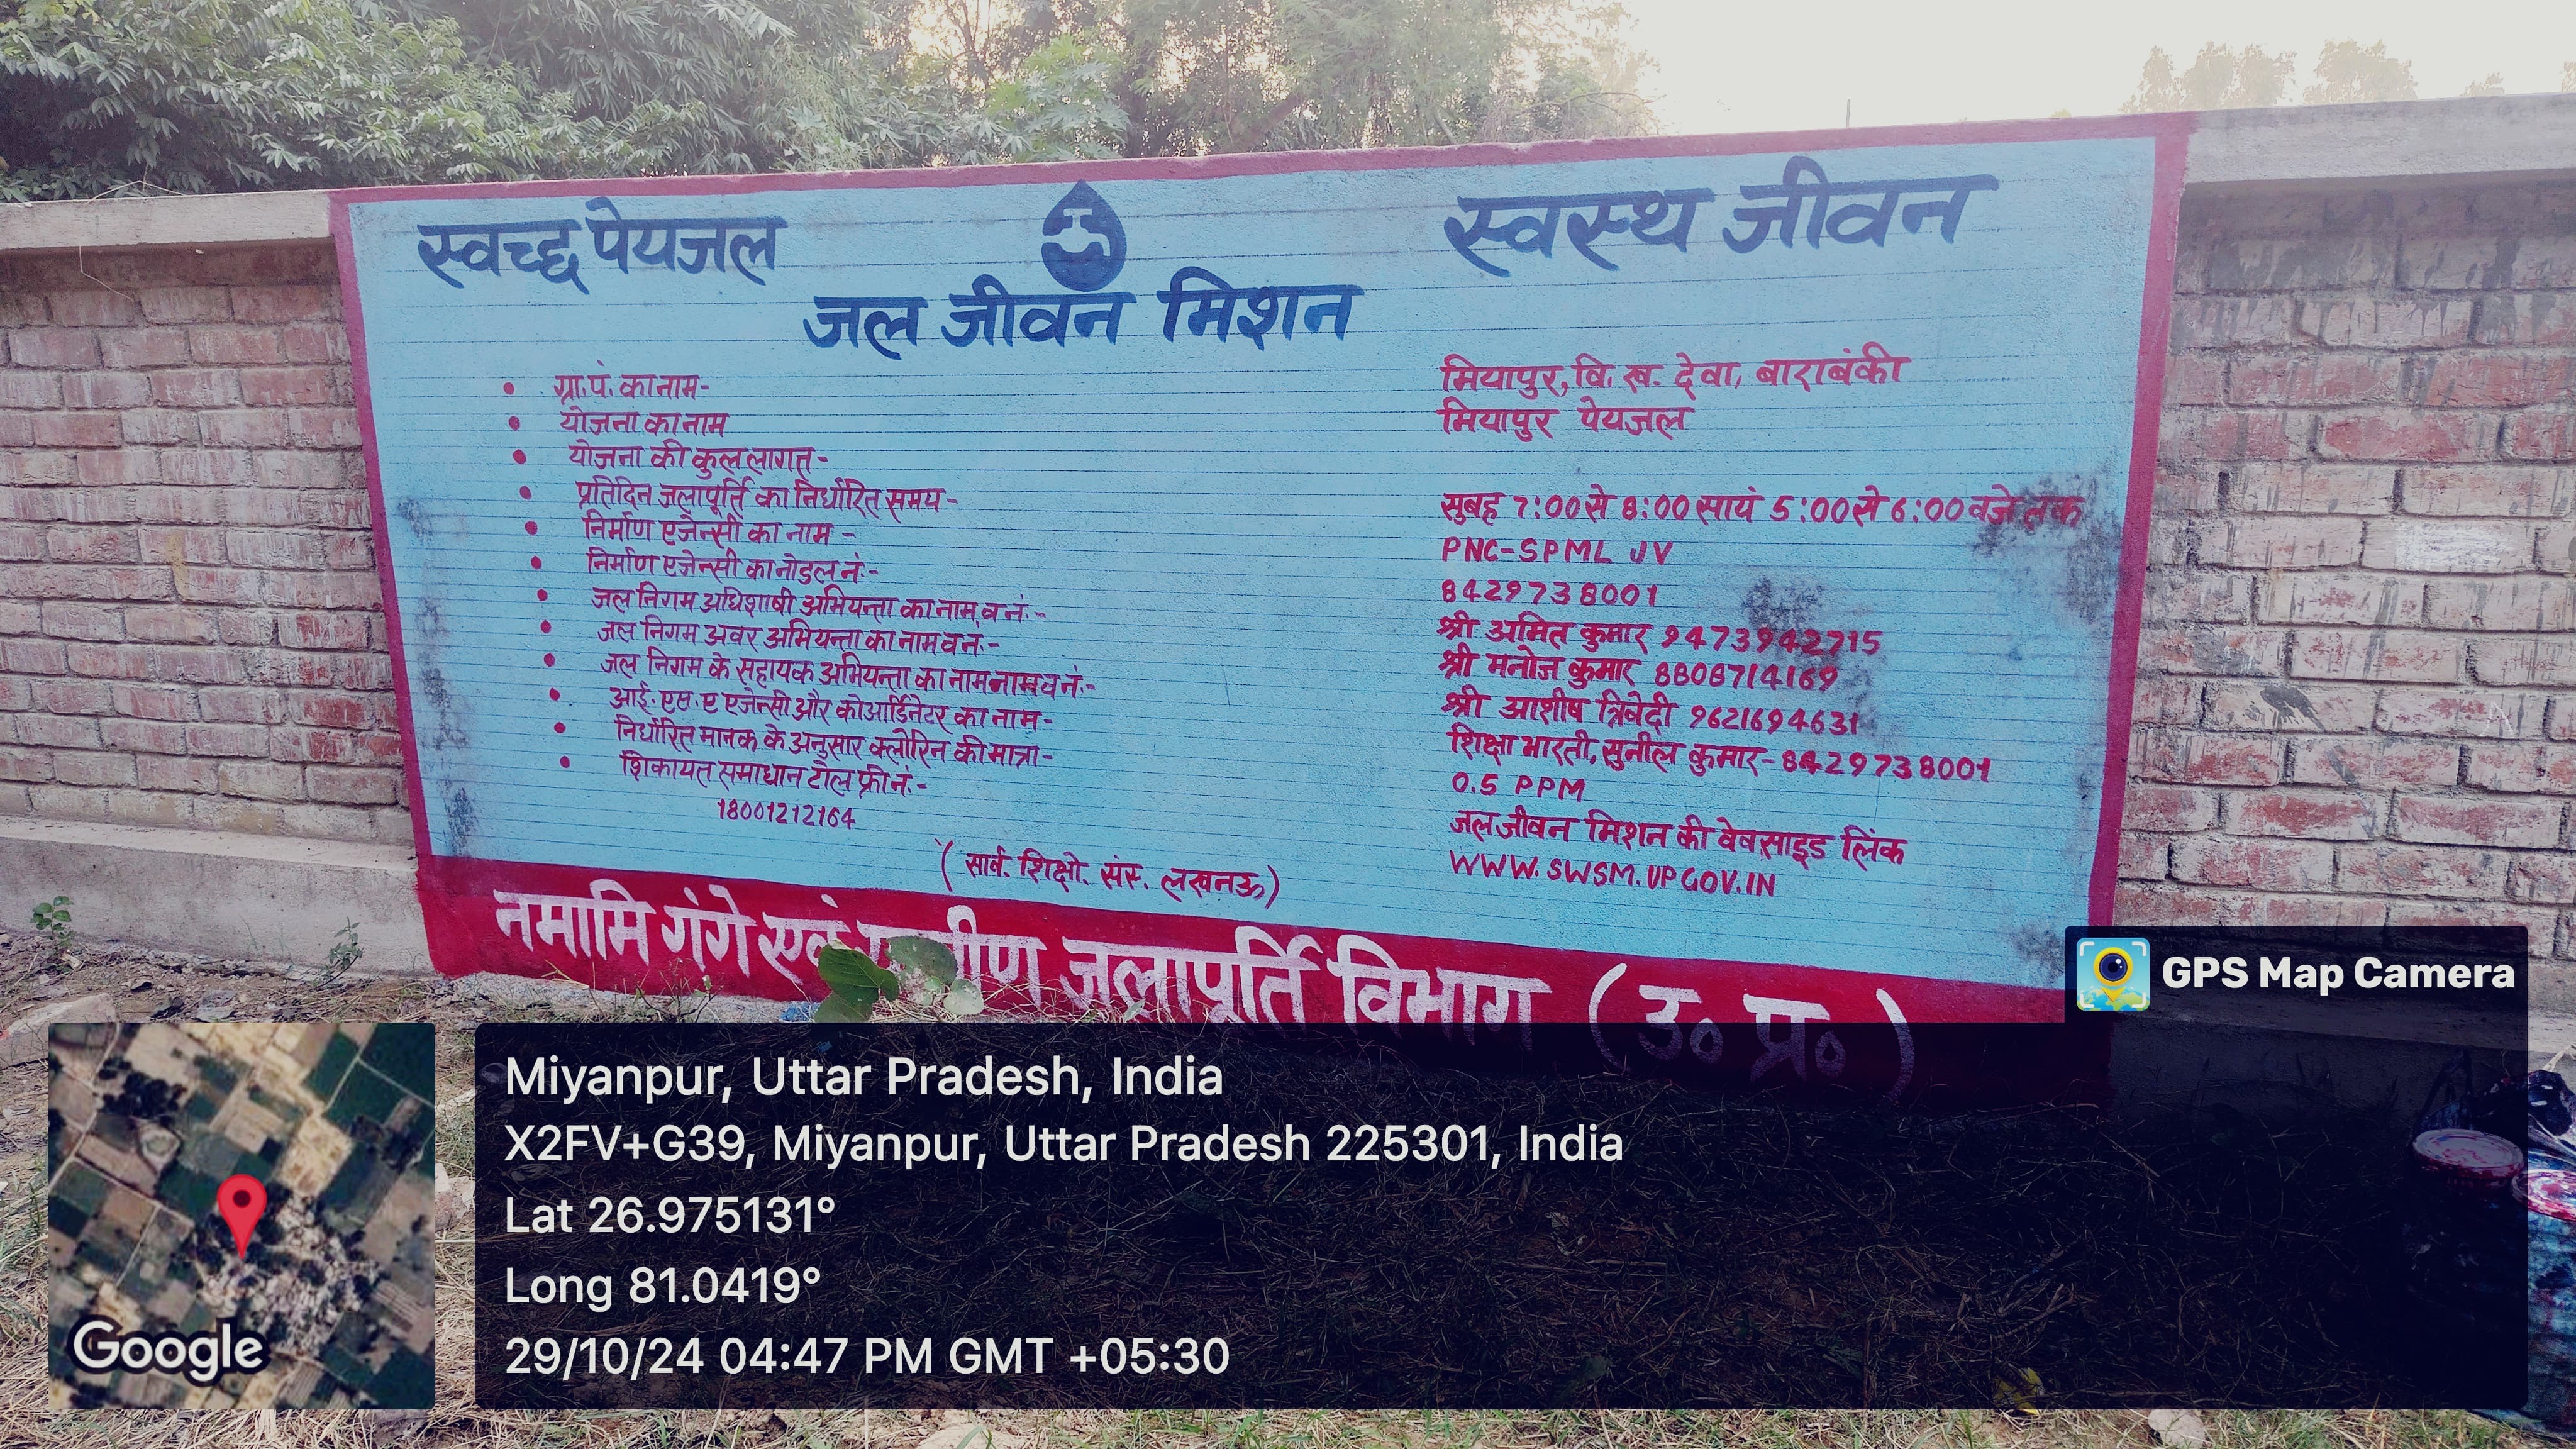 स्वच्छ पेयजल
स्वस्थ जीवन
जल जीवन मिशन
• ग्रा.पं. का नाम-
मियापुर, वि. ख. देवा, बाराबंकी
• योजना का नाम
मियापुर पेयजल
• योजना की कुल लागत-
• प्रतिदिन जलापूर्ति का निर्धारित समय-
सुबह 7:00 से 8:00 सायं 5:00 से 6:00 वजे तक
• निर्माण एजेन्सी का नाम -
PNC-SPML JV
• निर्माण एजेन्सी का नोडल नं:-
8429738001
• जल निगम अधिशाषी अभियन्ता का नाम, व नं:-
श्री अमित कुमार 9473942715
• जल निगम अवर अभियन्ता का नाम व नं:-
श्री मनोज कुमार 8808714169
• जल निगम के सहायक अभियन्ता का नाम नाम व नं:-
श्री आशीष त्रिवेदी 9621694631
• आई. एस. ए एजेन्सी और कोआर्डिनेटर का नाम-
शिक्षा भारती, सुनील कुमार- 8429738001
• निर्धारित मानक के अनुसार क्लोरिन की मात्रा-
0.5 PPM
• शिकायत समाधान टोल फ्री नं:-
18001212164
जल जीवन मिशन की वेबसाइड लिंक
WWW.SWSM.UPGOV.IN
( सार्व. शिक्षो. संस. लखनऊ )
नमामि गंगे एवं ग्रामीण जलापूर्ति विभाग ( उ० प्र० )
GPS Map Camera
Miyanpur, Uttar Pradesh, India
X2FV+G39, Miyanpur, Uttar Pradesh 225301, India
Lat 26.975131°
Long 81.0419°
29/10/24 04:47 PM GMT +05:30
Google